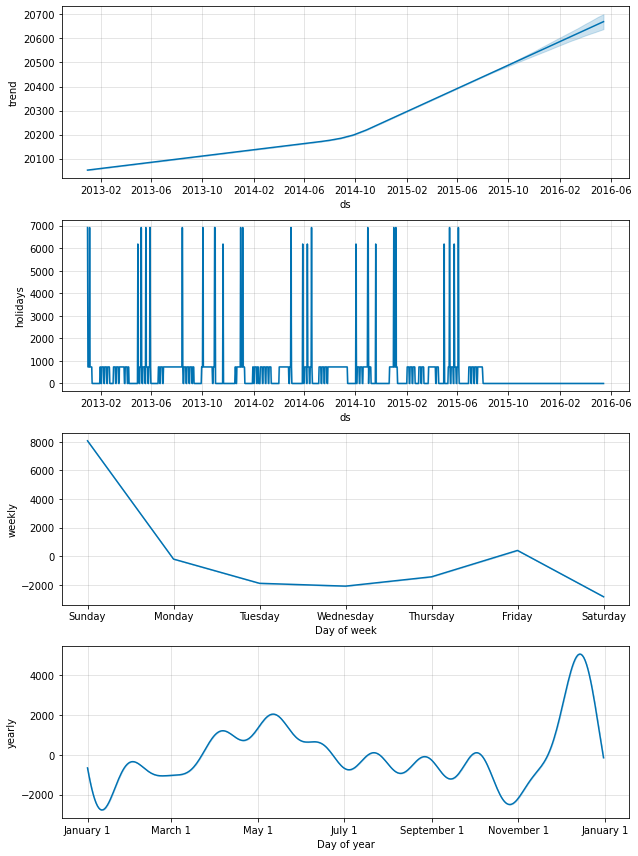 20700
20600
20500
20400
20300
20200
20100
trend
2013-02 2013-06 2013-10 2014-02 2014-06 2014-10 2015-02 2015-06 2015-10 2016-02 2016-06
ds
7000
6000
5000
4000
3000
2000
1000
0
holidays
2013-02 2013-06 2013-10 2014-02 2014-06 2014-10 2015-02 2015-06 2015-10 2016-02 2016-06
ds
8000
6000
4000
2000
0
−2000
weekly
Sunday Monday Tuesday Wednesday Thursday Friday Saturday
Day of week
4000
2000
0
−2000
yearly
January 1 March 1 May 1 July 1 September 1 November 1 January 1
Day of year